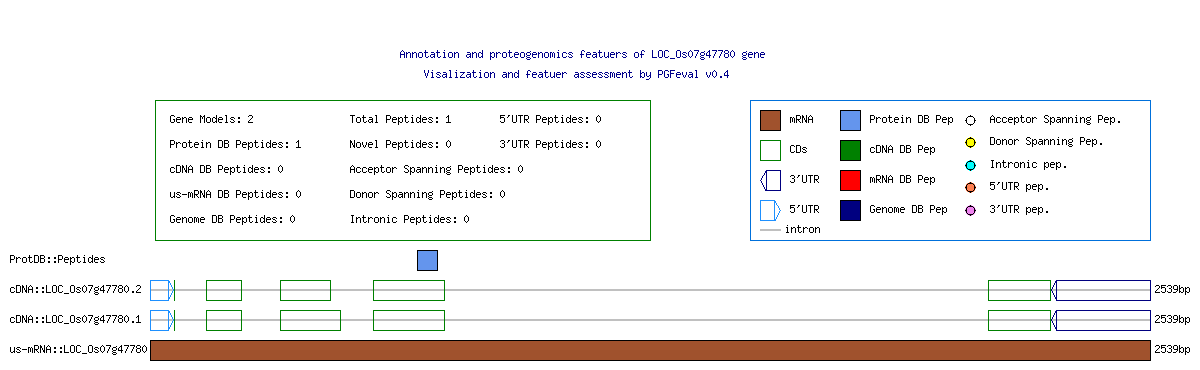 Annotation and proteogenomics featuers of LOC_Os07g47780 gene
Visalization and featuer assessment by PGFeval v0.4
Gene Models: 2 Total Peptides: 1 5'UTR Peptides: 0
Protein DB Peptides: 1 Novel Peptides: 0 3'UTR Peptides: 0
cDNA DB Peptides: 0 Acceptor Spanning Peptides: 0
us-mRNA DB Peptides: 0 Donor Spanning Peptides: 0
Genome DB Peptides: 0 Intronic Peptides: 0
mRNA Protein DB Pep Acceptor Spanning Pep.
CDs cDNA DB Pep Donor Spanning Pep.
3'UTR mRNA DB Pep Intronic pep.
5'UTR Genome DB Pep 5'UTR pep.
intron 3'UTR pep.
ProtDB::Peptides
cDNA::LOC_Os07g47780.2 2539bp
cDNA::LOC_Os07g47780.1 2539bp
us-mRNA::LOC_Os07g47780 2539bp